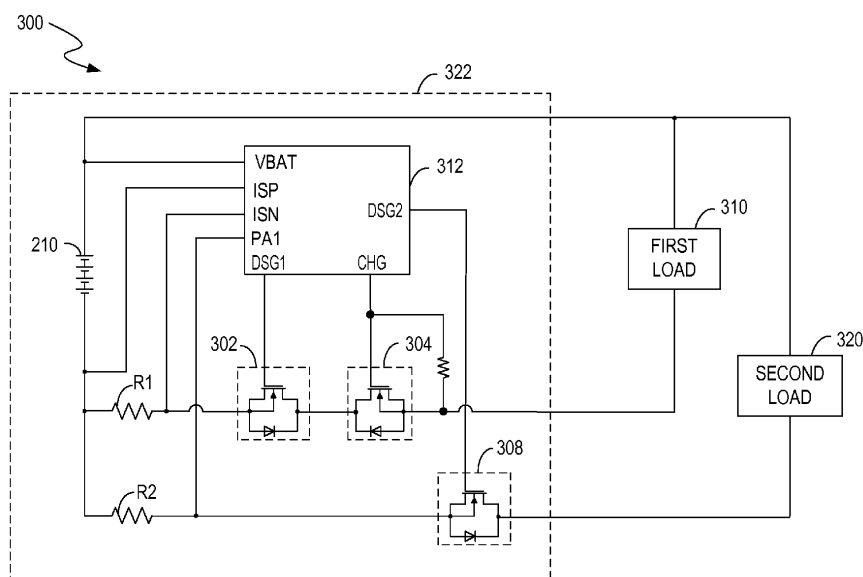 300
322
VBAT
312
ISP
310
ISN
DSG2
PA1
210
FIRST
LOAD
DSG1
CHG
302
304
320
R1
SECOND
LOAD
308
R2